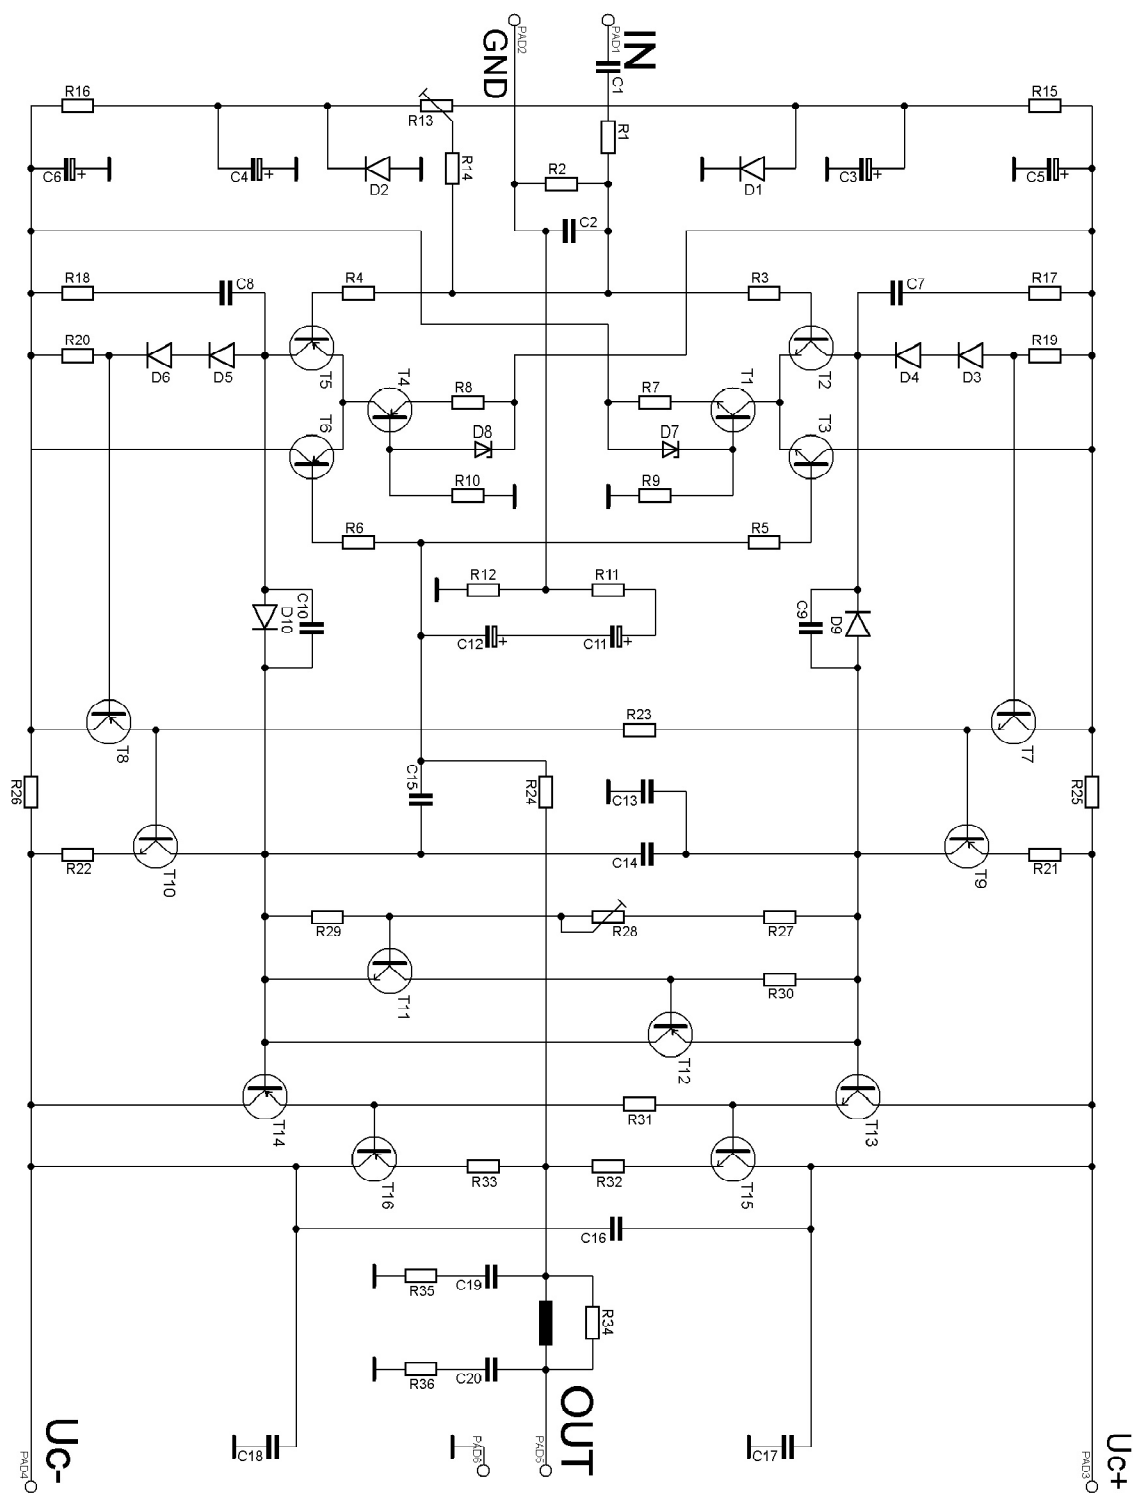 IN
PAD1
GND
PAD2
C1
R16
R13
R15
R1
C6
+
C4
+
D2
R14
R2
D1
C3
+
C5
+
C2
R18
C8
R4
R3
C7
R17
R20
D6
D5
T5
T4
R8
R7
T1
T2
D4
D3
R19
T6
D8
D7
T3
R10
R9
R6
R5
R12
R11
C10
D10
C12
+
C11
+
C9
D9
T8
R23
T7
R26
C15
R24
C13
R25
R22
T10
C14
T9
R21
R29
R28
R27
T11
R30
T12
T14
R31
T13
T16
R33
R32
T15
C16
R35
C19
R34
R36
C20
OUT
Uc-
PAD4
C18
PAD6
PAD5
C17
Uc+
PAD3